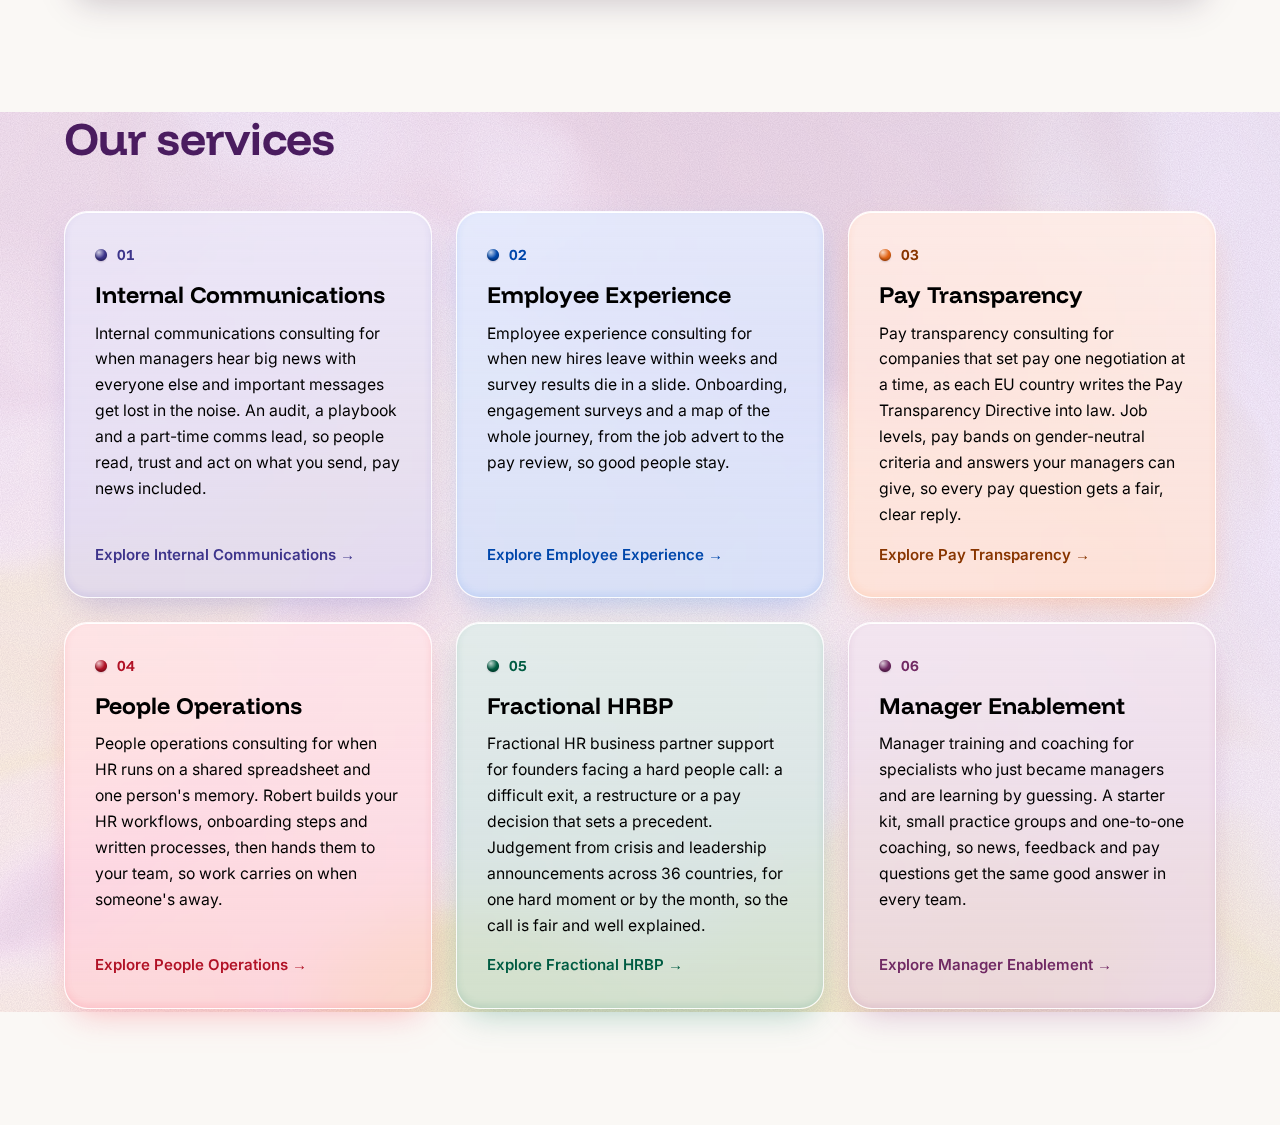 Our services
01
Internal Communications
Internal communications consulting for
when managers hear big news with
everyone else and important messages
get lost in the noise. An audit, a playbook
and a part-time comms lead, so people
read, trust and act on what you send, pay
news included.
Explore Internal Communications →
02
Employee Experience
Employee experience consulting for
when new hires leave within weeks and
survey results die in a slide. Onboarding,
engagement surveys and a map of the
whole journey, from the job advert to the
pay review, so good people stay.
Explore Employee Experience →
03
Pay Transparency
Pay transparency consulting for
companies that set pay one negotiation at
a time, as each EU country writes the Pay
Transparency Directive into law. Job
levels, pay bands on gender-neutral
criteria and answers your managers can
give, so every pay question gets a fair,
clear reply.
Explore Pay Transparency →
04
People Operations
People operations consulting for when
HR runs on a shared spreadsheet and
one person's memory. Robert builds your
HR workflows, onboarding steps and
written processes, then hands them to
your team, so work carries on when
someone's away.
Explore People Operations →
05
Fractional HRBP
Fractional HR business partner support
for founders facing a hard people call: a
difficult exit, a restructure or a pay
decision that sets a precedent.
Judgement from crisis and leadership
announcements across 36 countries, for
one hard moment or by the month, so the
call is fair and well explained.
Explore Fractional HRBP →
06
Manager Enablement
Manager training and coaching for
specialists who just became managers
and are learning by guessing. A starter
kit, small practice groups and one-to-one
coaching, so news, feedback and pay
questions get the same good answer in
every team.
Explore Manager Enablement →